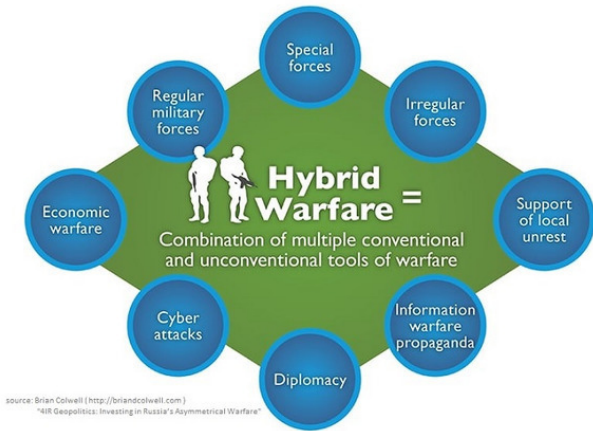 Special
forces
Regular
military
forces
Irregular
forces
Hybrid
Warfare =
Combination of multiple conventional
and unconventional tools of warfare
Economic
warfare
Support
of local
unrest
Cyber
attacks
Information
warfare
propaganda
Diplomacy
source: Brian Colwell ( http://briandcolwell.com )
"4IR Geopolitics: Investing in Russia's Asymmetrical Warfare"